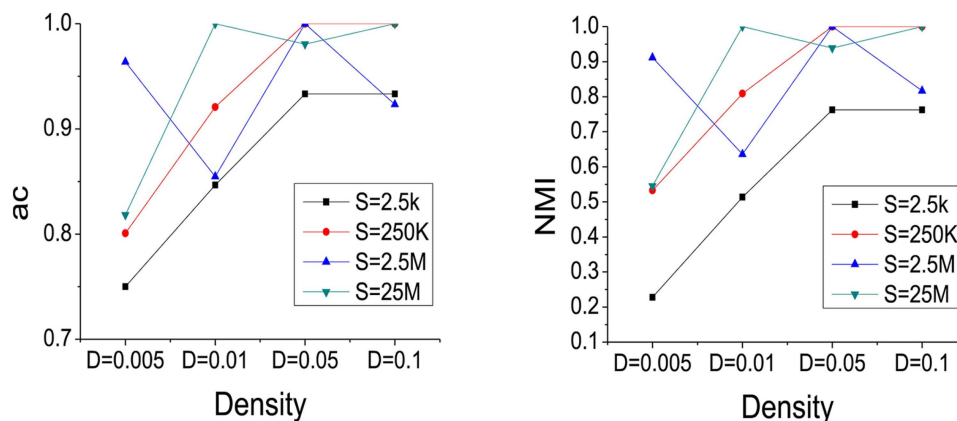 1.0
0.9
0.8
0.7
ac
D=0.005 D=0.01 D=0.05 D=0.1
Density
S=2.5k
S=250K
S=2.5M
S=25M
1.0
0.9
0.8
0.7
0.6
0.5
0.4
0.3
0.2
0.1
NMI
D=0.005 D=0.01 D=0.05 D=0.1
Density
S=2.5k
S=250K
S=2.5M
S=25M